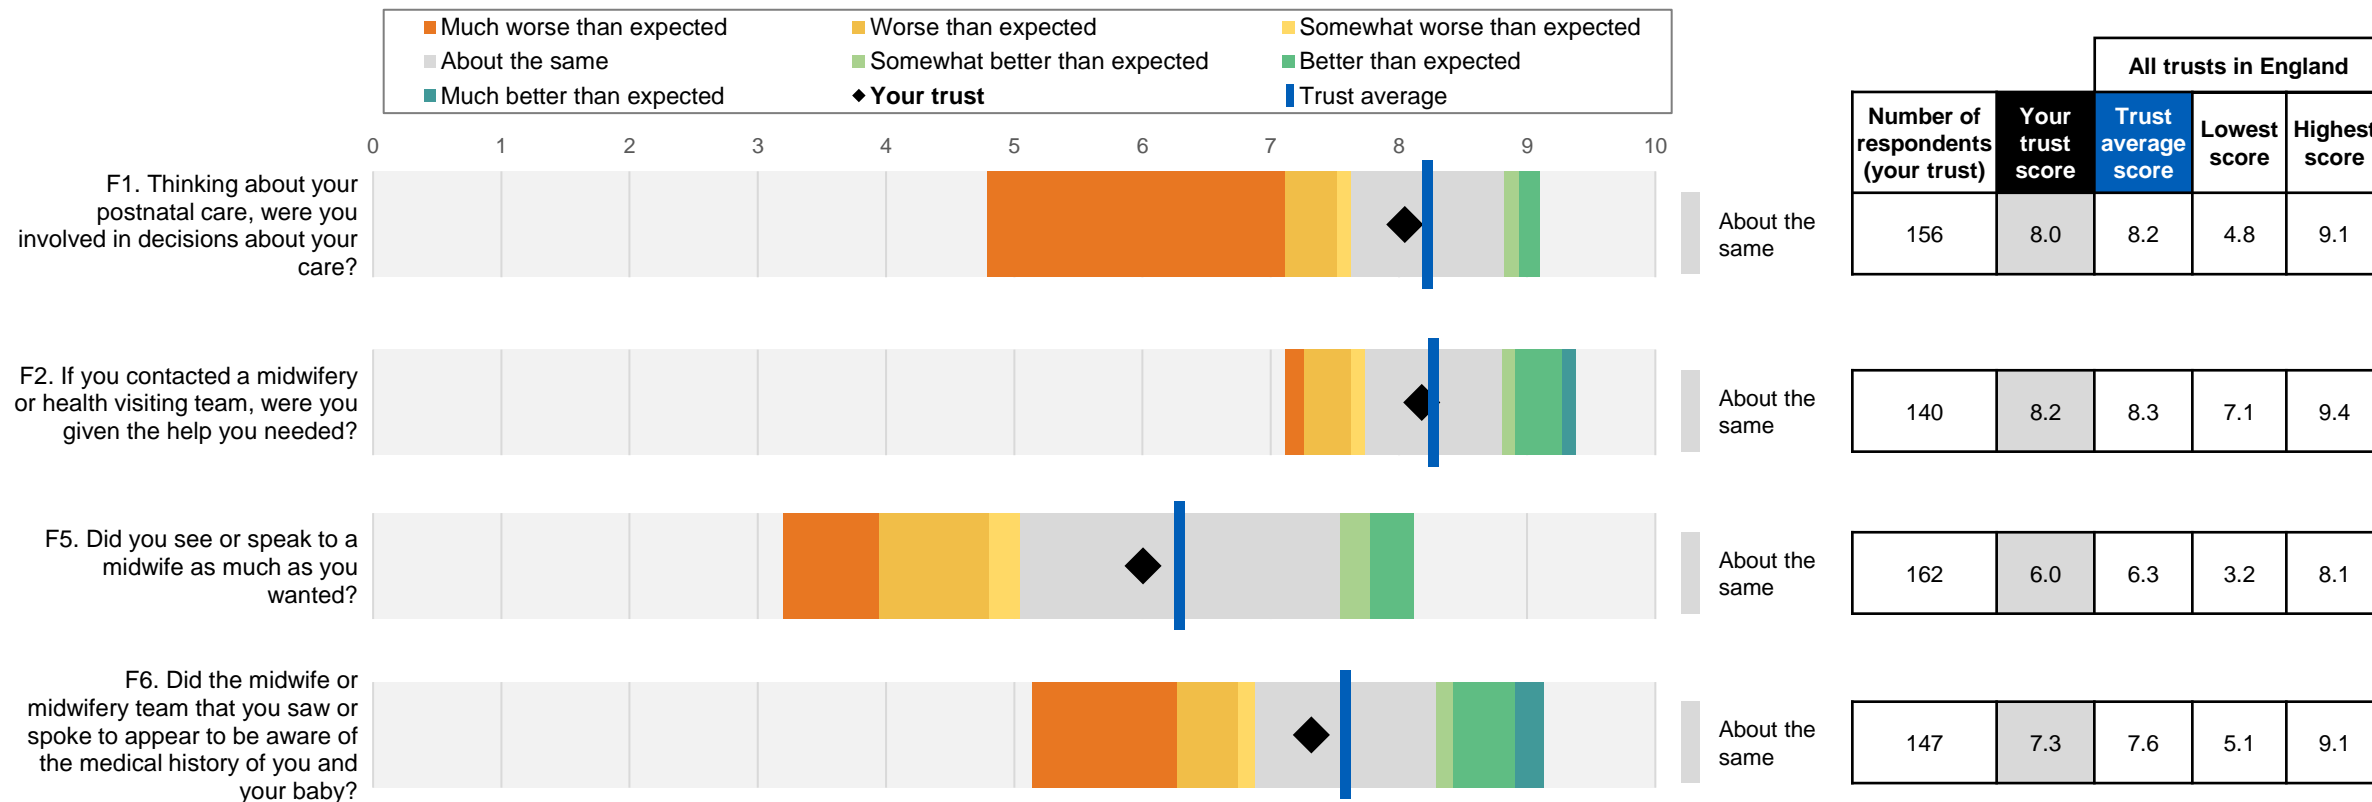 Much worse than expected
Worse than expected
Somewhat worse than expected
About the same
Somewhat better than expected
Better than expected
Much better than expected
Your trust
Trust average
All trusts in England
Number of
respondents
(your trust)
Your
trust
score
Trust
average
score
Lowest
score
Highest
score
0 1 2 3 4 5 6 7 8 9 10
F1. Thinking about your
postnatal care, were you
involved in decisions about your
care?
About the
same
156 8.0 8.2 4.8 9.1
F2. If you contacted a midwifery
or health visiting team, were you
given the help you needed?
About the
same
140 8.2 8.3 7.1 9.4
F5. Did you see or speak to a
midwife as much as you
wanted?
About the
same
162 6.0 6.3 3.2 8.1
F6. Did the midwife or
midwifery team that you saw or
spoke to appear to be aware of
the medical history of you and
your baby?
About the
same
147 7.3 7.6 5.1 9.1